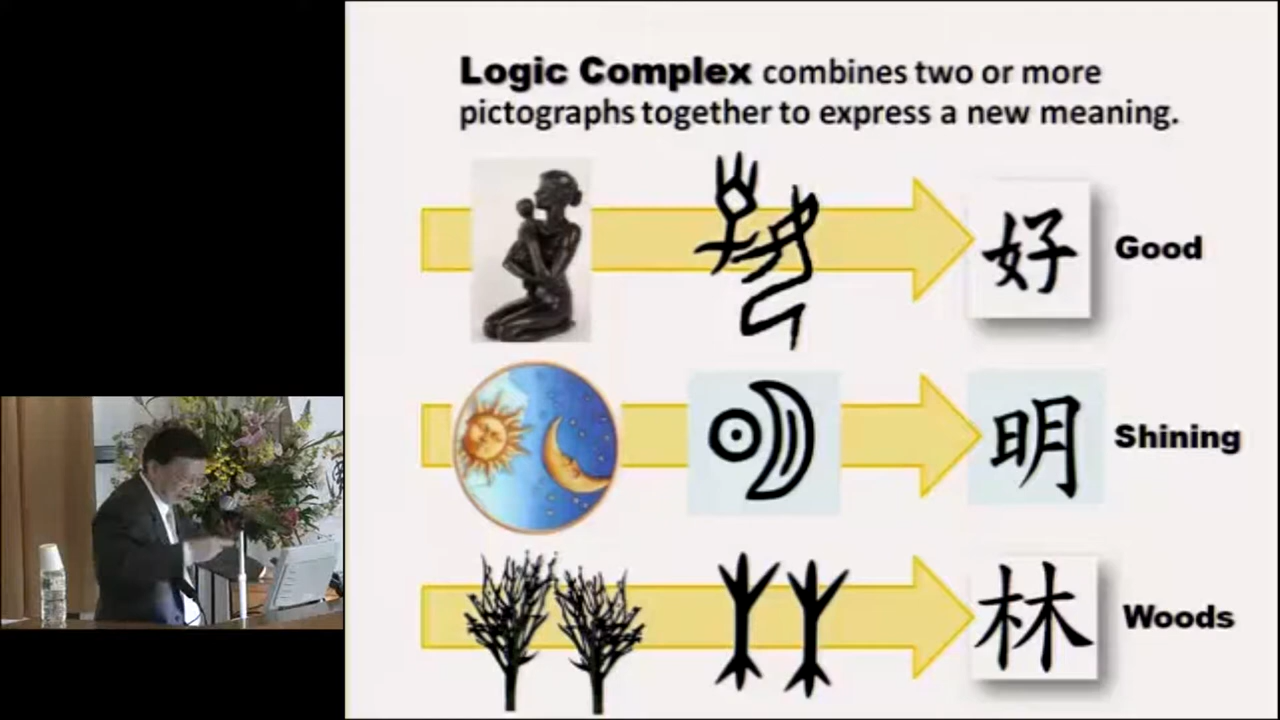 Logic Complex combines two or more
pictographs together to express a new meaning.
好 Good
明 Shining
林 Woods